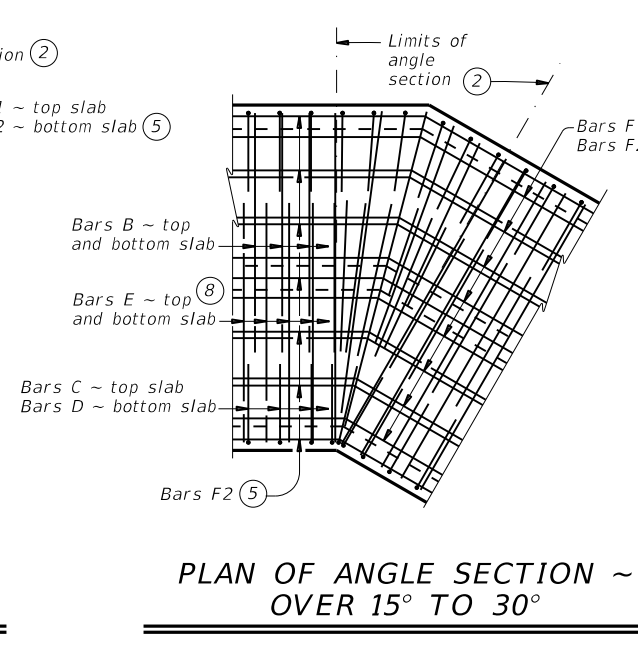 Limits of
angle
section 2
ion 2
~ top slab
2 ~ bottom slab 5
Bars F
Bars F2
Bars B ~ top
and bottom slab
8
Bars E ~ top
and bottom slab
Bars C ~ top slab
Bars D ~ bottom slab
Bars F2 5
PLAN OF ANGLE SECTION ~
OVER 15° TO 30°